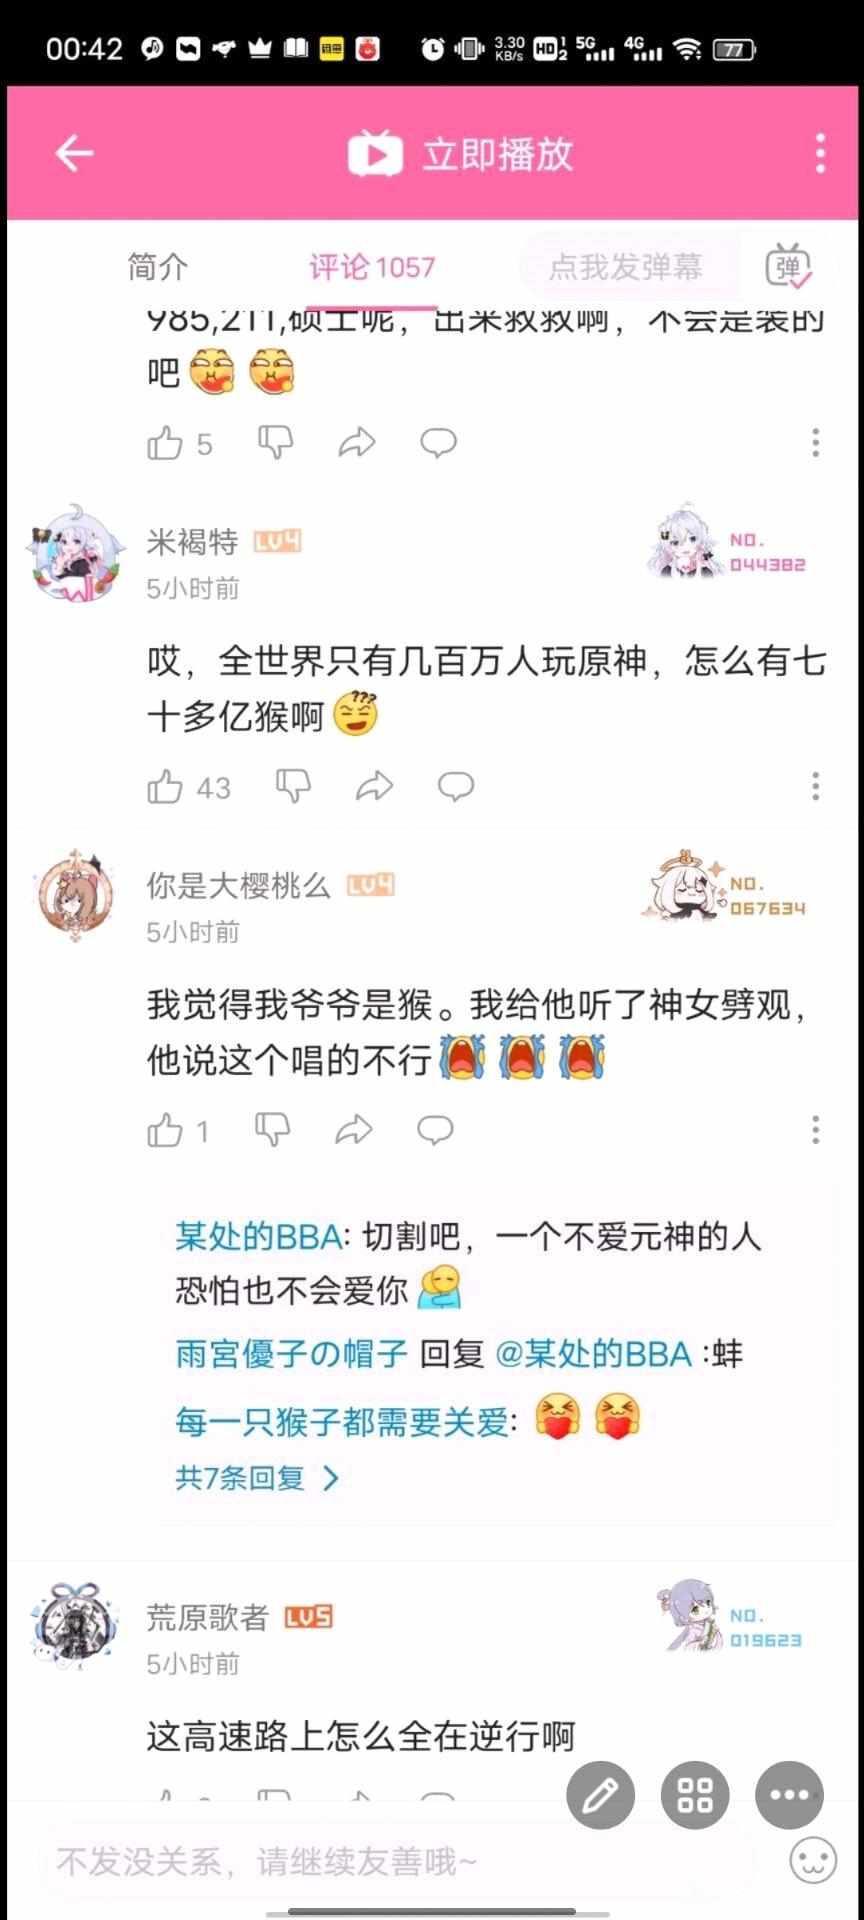 00:42
3.30
KB/s
HD 1
2
5G
4G
77
立即播放
简介
评论 1057
点我发弹幕
弹
985,211,硕士呢，出来救救啊，不会是装的
吧
5
米褐特 LV4
NO.
044382
5小时前
哎，全世界只有几百万人玩原神，怎么有七
十多亿猴啊
???
43
你是大樱桃么 LV4
NO.
067634
5小时前
我觉得我爷爷是猴。我给他听了神女劈观，
他说这个唱的不行
1
某处的BBA: 切割吧，一个不爱元神的人
恐怕也不会爱你
雨宮優子の帽子 回复 @某处的BBA :蚌
每一只猴子都需要关爱:
共7条回复
荒原歌者 LV5
NO.
019623
5小时前
这高速路上怎么全在逆行啊
不发没关系，请继续友善哦~